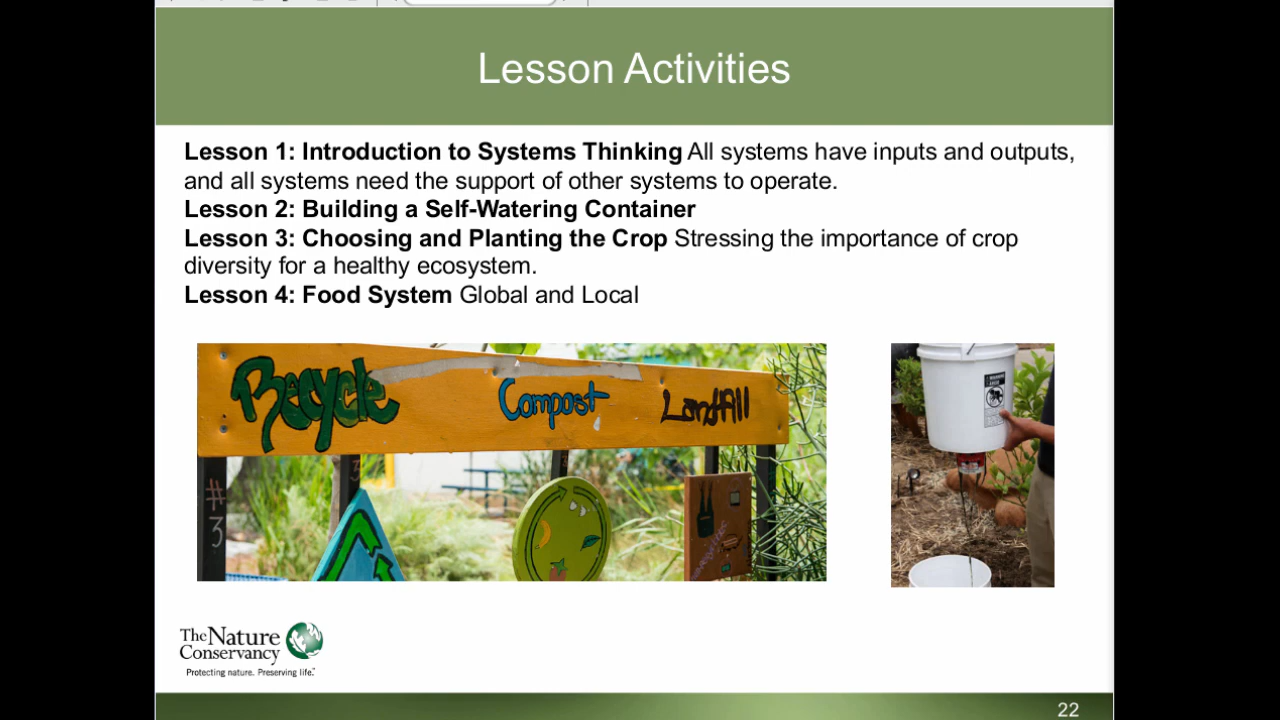 Lesson Activities
Lesson 1: Introduction to Systems Thinking All systems have inputs and outputs,
and all systems need the support of other systems to operate.
Lesson 2: Building a Self-Watering Container
Lesson 3: Choosing and Planting the Crop Stressing the importance of crop
diversity for a healthy ecosystem.
Lesson 4: Food System Global and Local
Recycle Compost Landfill
#3
The Nature
Conservancy
Protecting nature. Preserving life.™
22